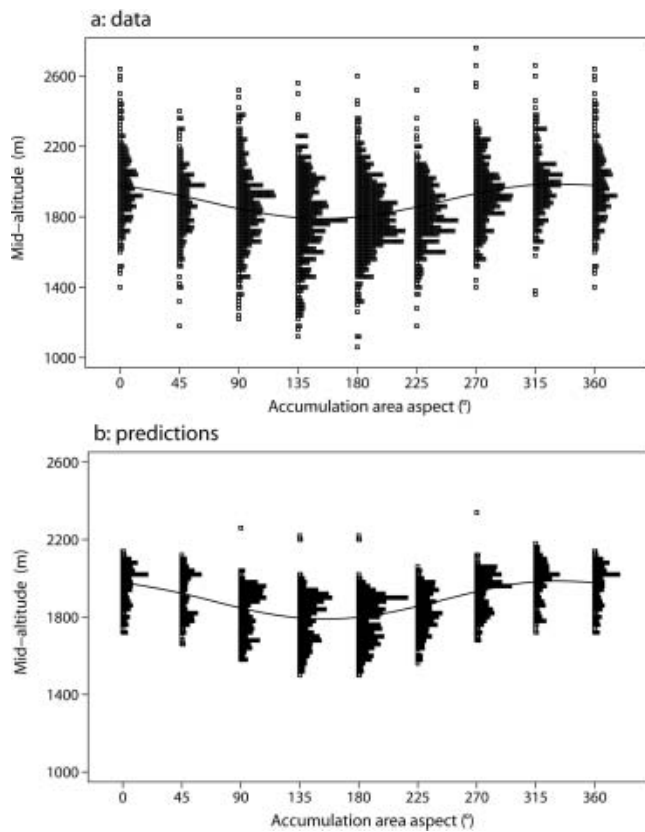 a: data
2600
2200
1800
1400
1000
Mid-altitude (m)
0 45 90 135 180 225 270 315 360
Accumulation area aspect (°)
b: predictions
2600
2200
1800
1400
1000
Mid-altitude (m)
0 45 90 135 180 225 270 315 360
Accumulation area aspect (°)